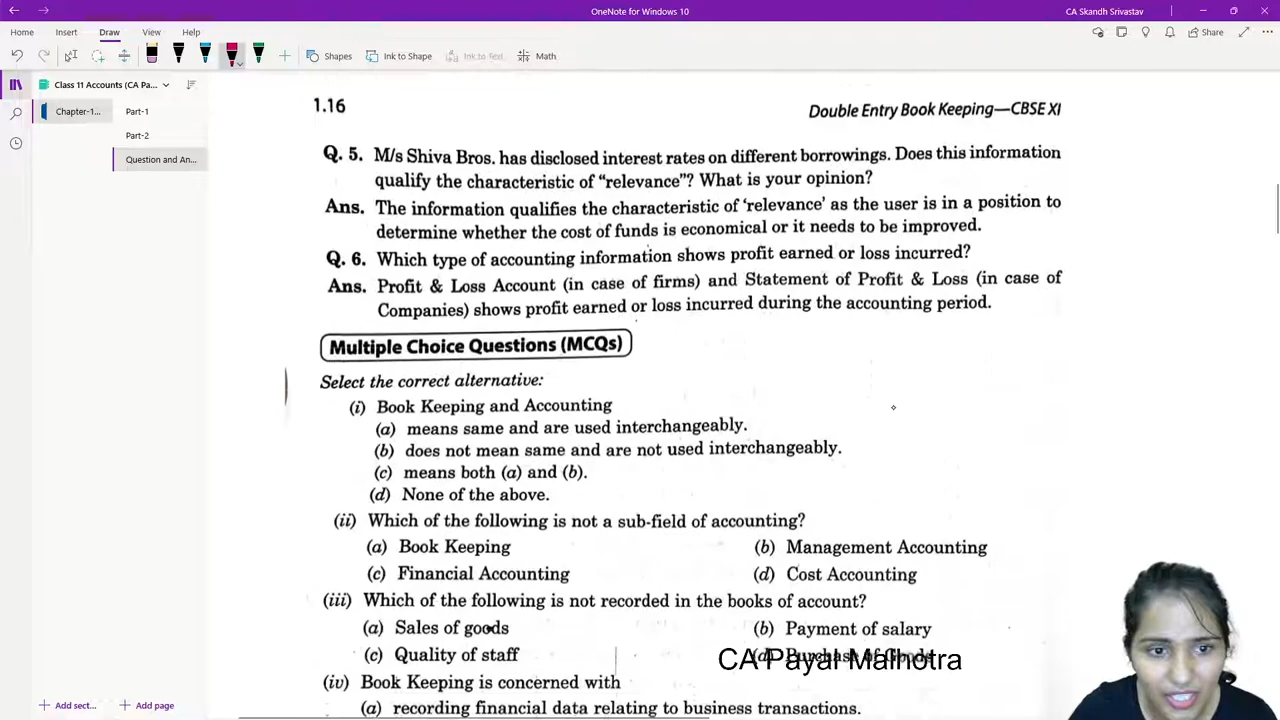 OneNote for Windows 10
CA Skandh Srivastav
Home
Insert
Draw
View
Help
Share
Shapes
Ink to Shape
Ink to Text
Math
Class 11 Accounts (CA Pa...
Chapter-1...
Part-1
Part-2
Question and An...
1.16
Double Entry Book Keeping—CBSE XI
Q. 5. M/s Shiva Bros. has disclosed interest rates on different borrowings. Does this information
qualify the characteristic of "relevance"? What is your opinion?
Ans. The information qualifies the characteristic of 'relevance' as the user is in a position to
determine whether the cost of funds is economical or it needs to be improved.
Q. 6. Which type of accounting information shows profit earned or loss incurred?
Ans. Profit & Loss Account (in case of firms) and Statement of Profit & Loss (in case of
Companies) shows profit earned or loss incurred during the accounting period.
Multiple Choice Questions (MCQs)
Select the correct alternative:
(i) Book Keeping and Accounting
(a) means same and are used interchangeably.
(b) does not mean same and are not used interchangeably.
(c) means both (a) and (b).
(d) None of the above.
(ii) Which of the following is not a sub-field of accounting?
(a) Book Keeping (b) Management Accounting
(c) Financial Accounting (d) Cost Accounting
(iii) Which of the following is not recorded in the books of account?
(a) Sales of goods (b) Payment of salary
(c) Quality of staff (d) Purchase of Goods
CA Payal Malhotra
(iv) Book Keeping is concerned with
(a) recording financial data relating to business transactions.
Add sect...
Add page